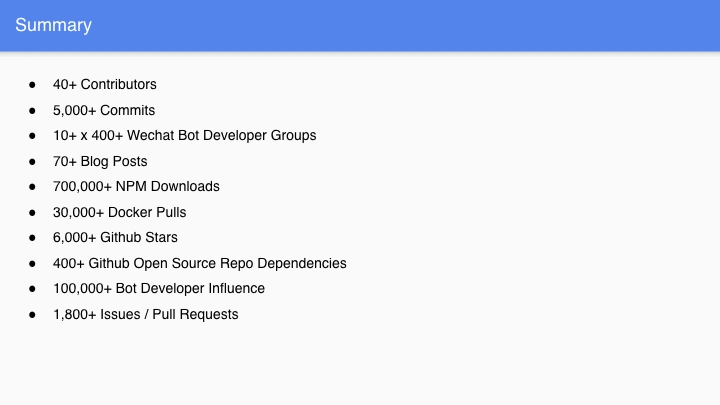 Summary
● 40+ Contributors
● 5,000+ Commits
● 10+ x 400+ Wechat Bot Developer Groups
● 70+ Blog Posts
● 700,000+ NPM Downloads
● 30,000+ Docker Pulls
● 6,000+ Github Stars
● 400+ Github Open Source Repo Dependencies
● 100,000+ Bot Developer Influence
● 1,800+ Issues / Pull Requests